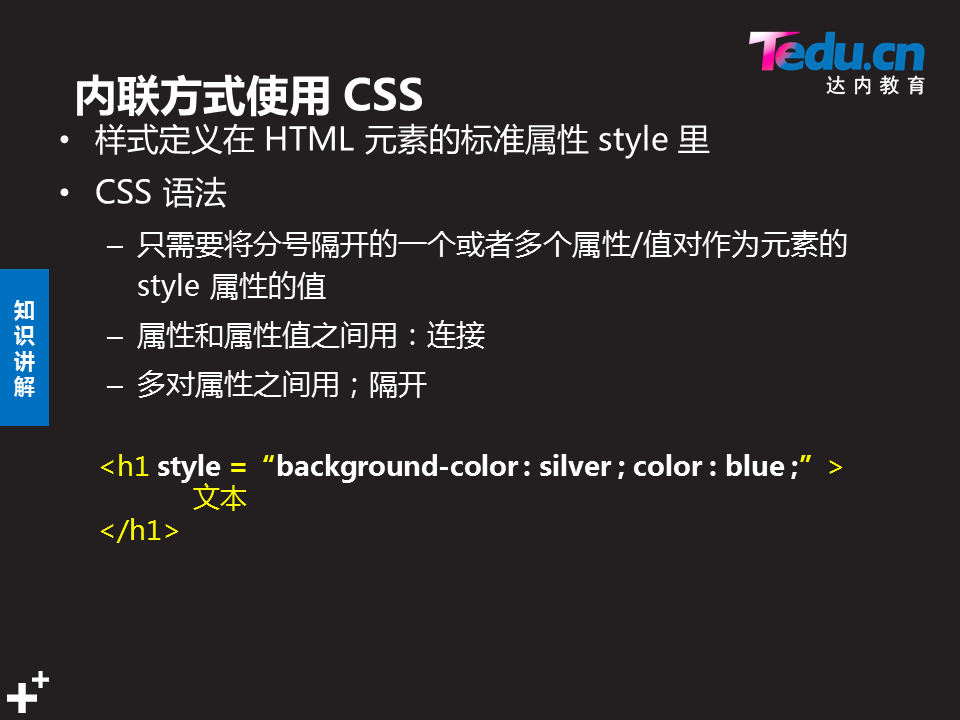 Tedu.cn
达内教育
内联方式使用 CSS
• 样式定义在 HTML 元素的标准属性 style 里
• CSS 语法
– 只需要将分号隔开的一个或者多个属性/值对作为元素的
style 属性的值
– 属性和属性值之间用：连接
– 多对属性之间用；隔开
知
识
讲
解
<h1 style = “background-color : silver ; color : blue ;” >
文本
</h1>